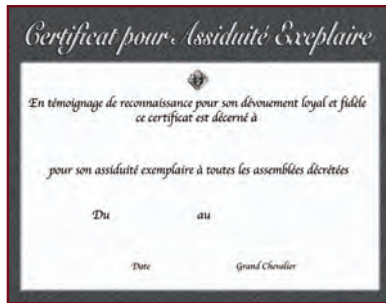 Certificat pour Assiduité Exeplaire
En témoignage de reconnaissance pour son dévouement loyal et fidèle
ce certificat est décerné à
pour son assiduité exemplaire à toutes les assemblées décrétées
Du au
Date Grand Chevalier